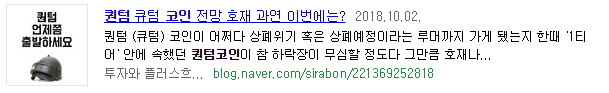 퀀텀
언제쯤
출발하세요
퀀텀 큐텀 코인 전망 호재 과연 이번에는? 2018.10.02.
퀀텀 (큐텀) 코인이 어쩌다 상폐위기 혹은 상폐예정이라는 루머까지 가게 됐는지 한때 '1티
어' 안에 속했던 퀀텀코인이 참 하락장이 무심할 정도다 그만큼 호재나...
투자와 플러스흐... blog.naver.com/sirabon/221369252818